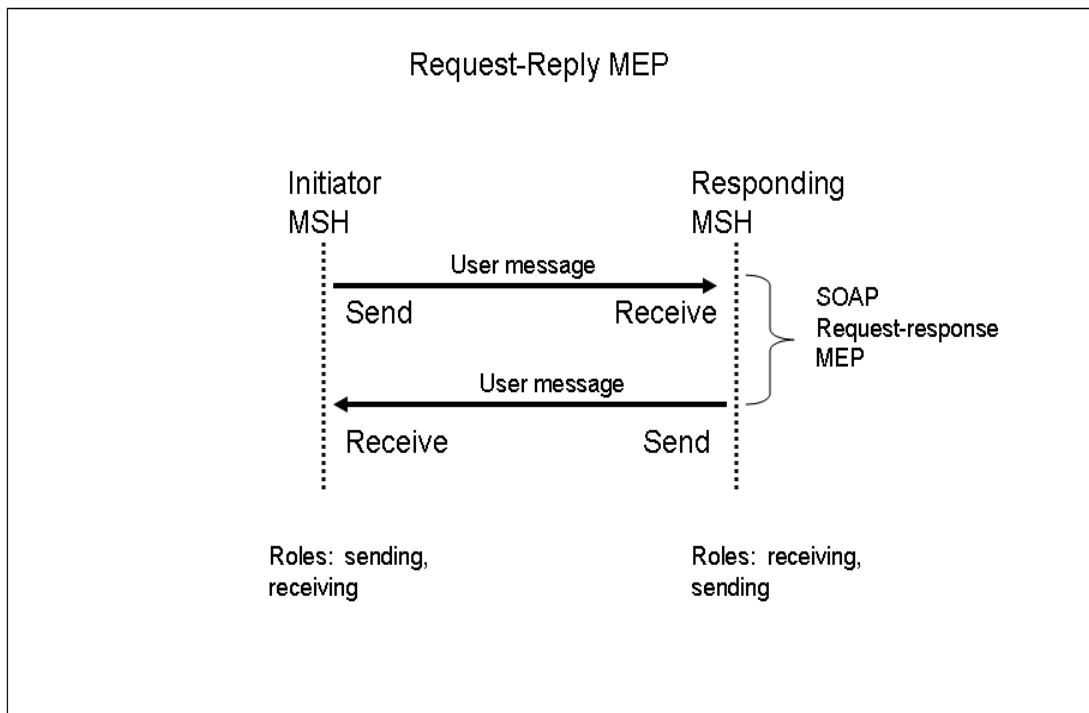 Request-Reply MEP
Initiator
MSH
Responding
MSH
User message
Send
Receive
SOAP
Request-response
MEP
User message
Receive
Send
Roles: sending,
receiving
Roles: receiving,
sending